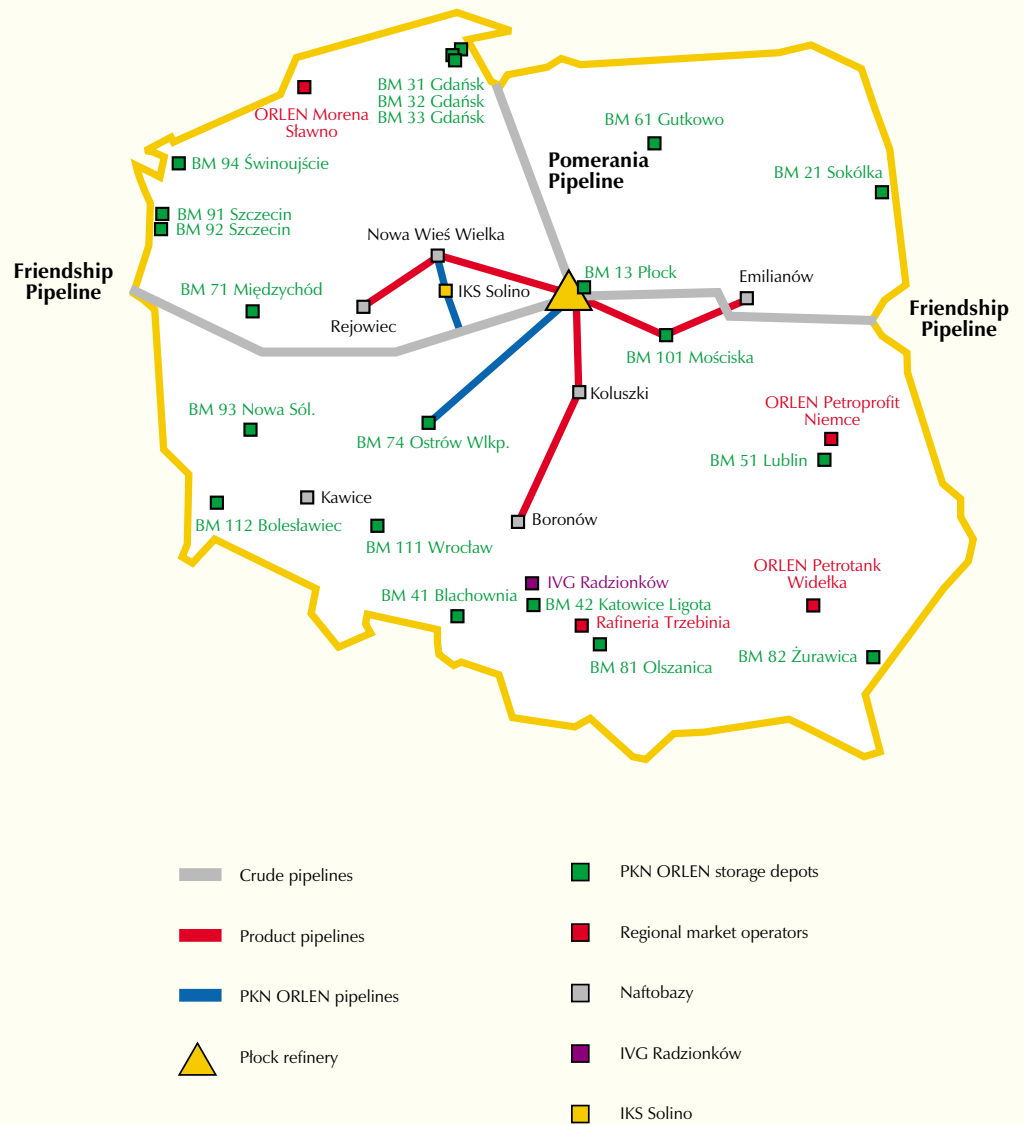 BM 31 Gdańsk
BM 32 Gdańsk
BM 33 Gdańsk
ORLEN Morena
Sławno
BM 61 Gutkowo
BM 94 Świnoujście
Pomerania
Pipeline
BM 21 Sokólka
BM 91 Szczecin
BM 92 Szczecin
Nowa Wieś Wielka
Friendship
Pipeline
BM 71 Międzychód
IKS Solino
Rejowiec
BM 13 Płock
Emilianów
Friendship
Pipeline
BM 101 Mościska
Koluszki
BM 93 Nowa Sól.
BM 74 Ostrów Wlkp.
ORLEN Petroprofit
Niemce
BM 51 Lublin
Kawice
BM 112 Bolesławiec
BM 111 Wrocław
Boronów
IVG Radzionków
BM 41 Blachownia
BM 42 Katowice Ligota
Rafineria Trzebinia
BM 81 Olszanica
ORLEN Petrotank
Widełka
BM 82 Żurawica
Crude pipelines
Product pipelines
PKN ORLEN pipelines
Płock refinery
PKN ORLEN storage depots
Regional market operators
Naftobazy
IVG Radzionków
IKS Solino